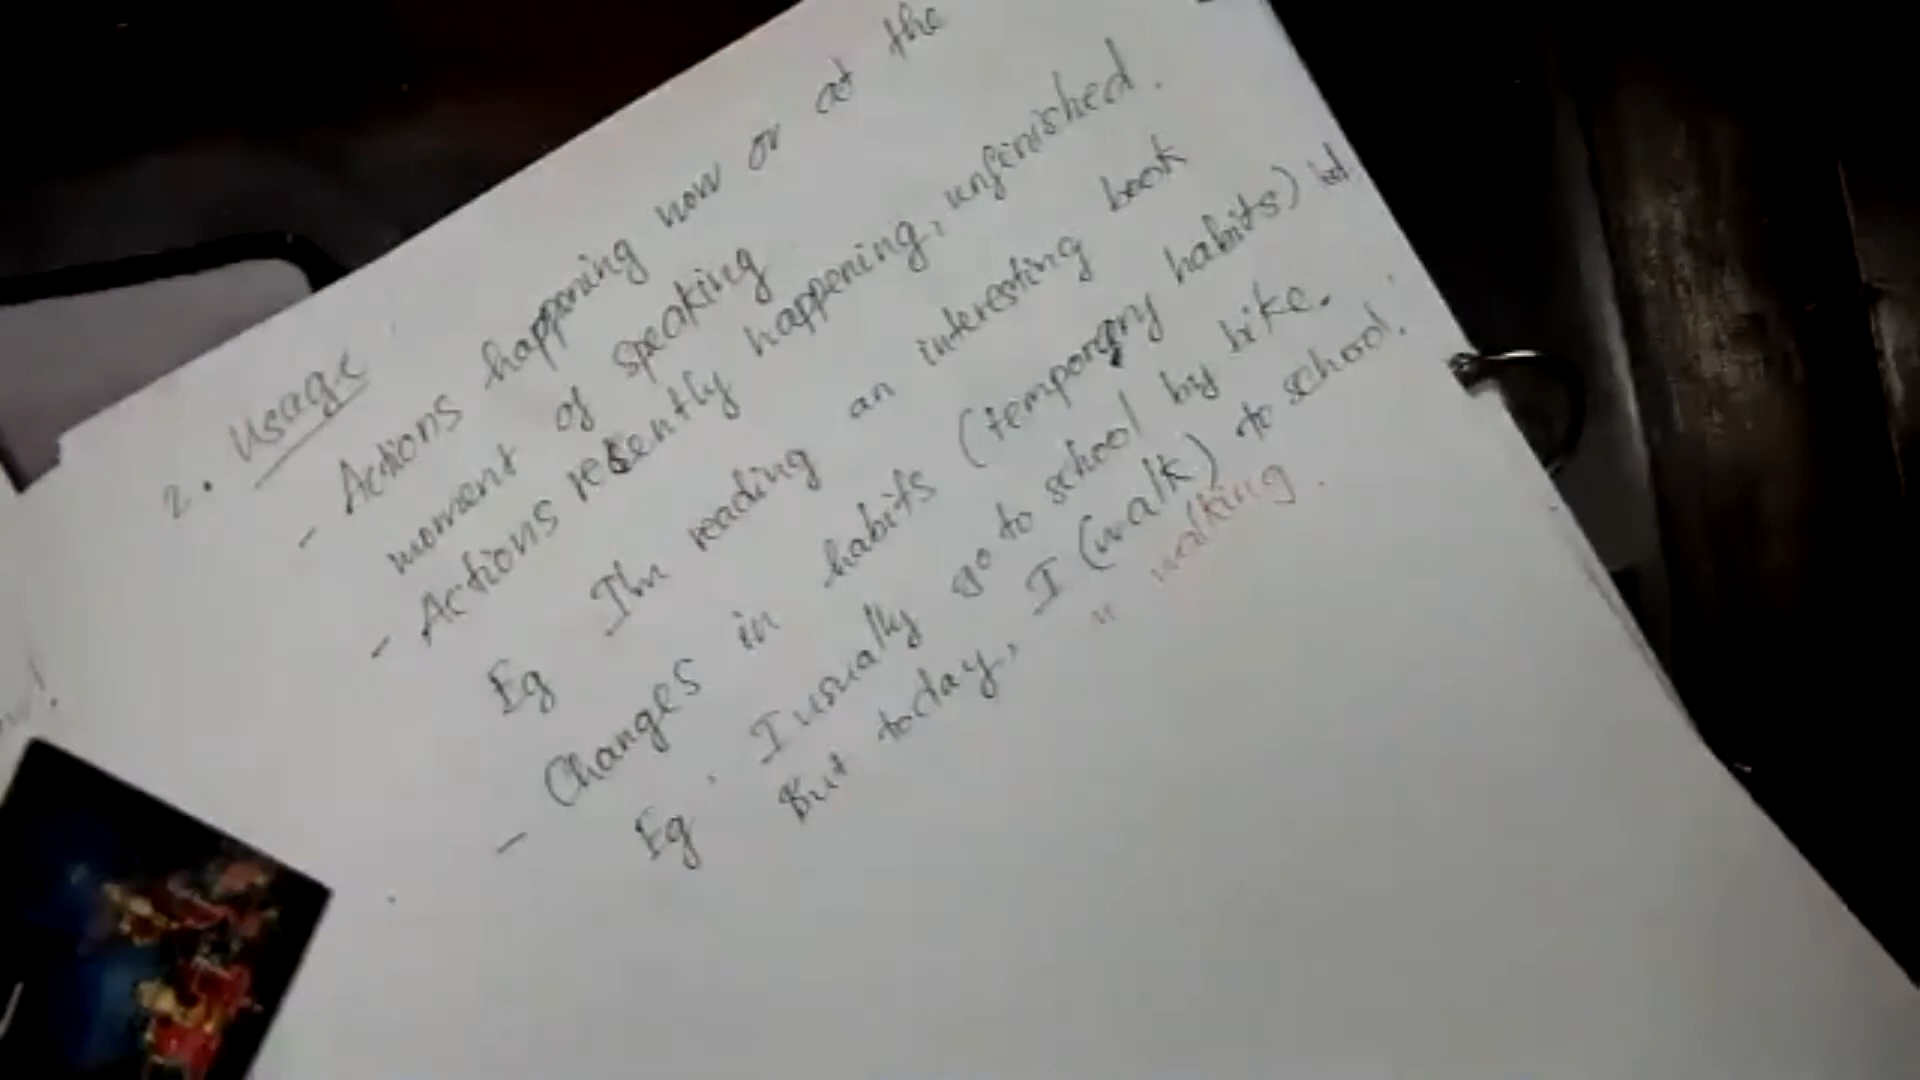 2. Usage
- Actions happening now or at the
moment of speaking
- Actions recently happening, unfinished.
Eg I'm reading an interesting book
- Changes in habits (temporary habits)
Eg. I usually go to school by bike.
But today, I (walk) to school.
" walking.